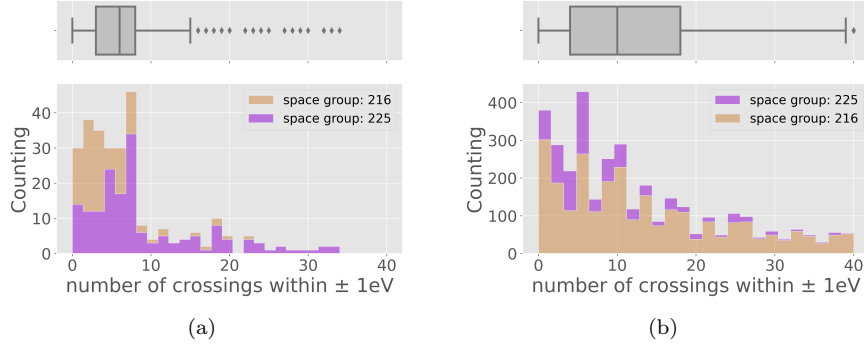 space group: 216
space group: 225
Counting
40
30
20
10
0
0 10 20 30 40
number of crossings within ± 1eV
(a)
space group: 225
space group: 216
Counting
400
300
200
100
0
0 10 20 30 40
number of crossings within ± 1eV
(b)